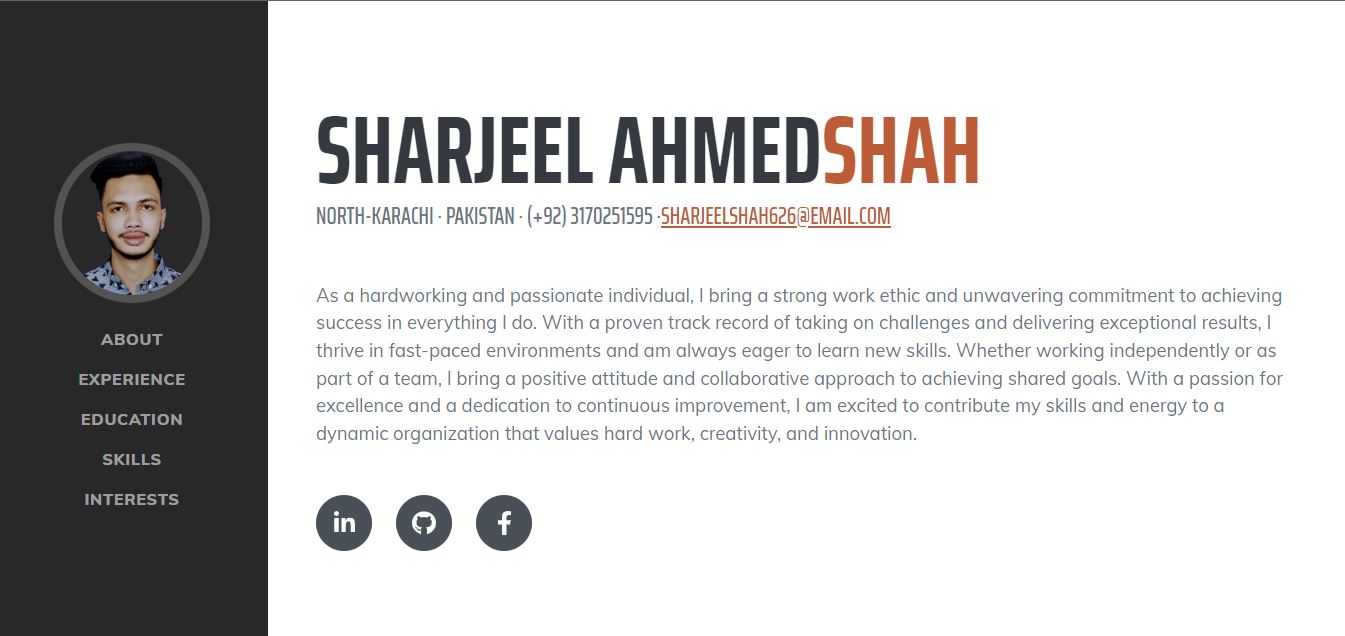 SHARJEEL AHMEDSHAH
NORTH-KARACHI · PAKISTAN · (+92) 3170251595 ·SHARJEELSHAH626@EMAIL.COM
ABOUT
EXPERIENCE
EDUCATION
SKILLS
INTERESTS
As a hardworking and passionate individual, I bring a strong work ethic and unwavering commitment to achieving
success in everything I do. With a proven track record of taking on challenges and delivering exceptional results, I
thrive in fast-paced environments and am always eager to learn new skills. Whether working independently or as
part of a team, I bring a positive attitude and collaborative approach to achieving shared goals. With a passion for
excellence and a dedication to continuous improvement, I am excited to contribute my skills and energy to a
dynamic organization that values hard work, creativity, and innovation.
in
f